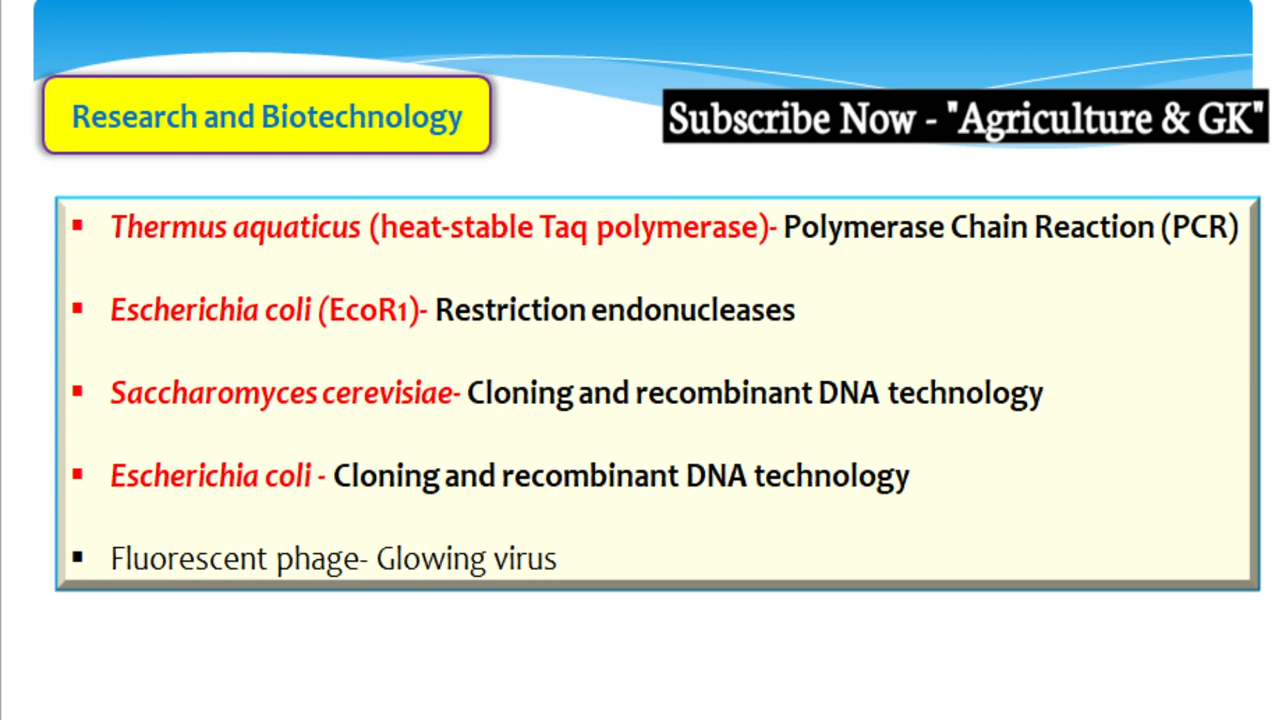 Research and Biotechnology
Subscribe Now - "Agriculture & GK"
▪ Thermus aquaticus (heat-stable Taq polymerase)- Polymerase Chain Reaction (PCR)
▪ Escherichia coli (EcoR1)- Restriction endonucleases
▪ Saccharomyces cerevisiae- Cloning and recombinant DNA technology
▪ Escherichia coli - Cloning and recombinant DNA technology
▪ Fluorescent phage- Glowing virus